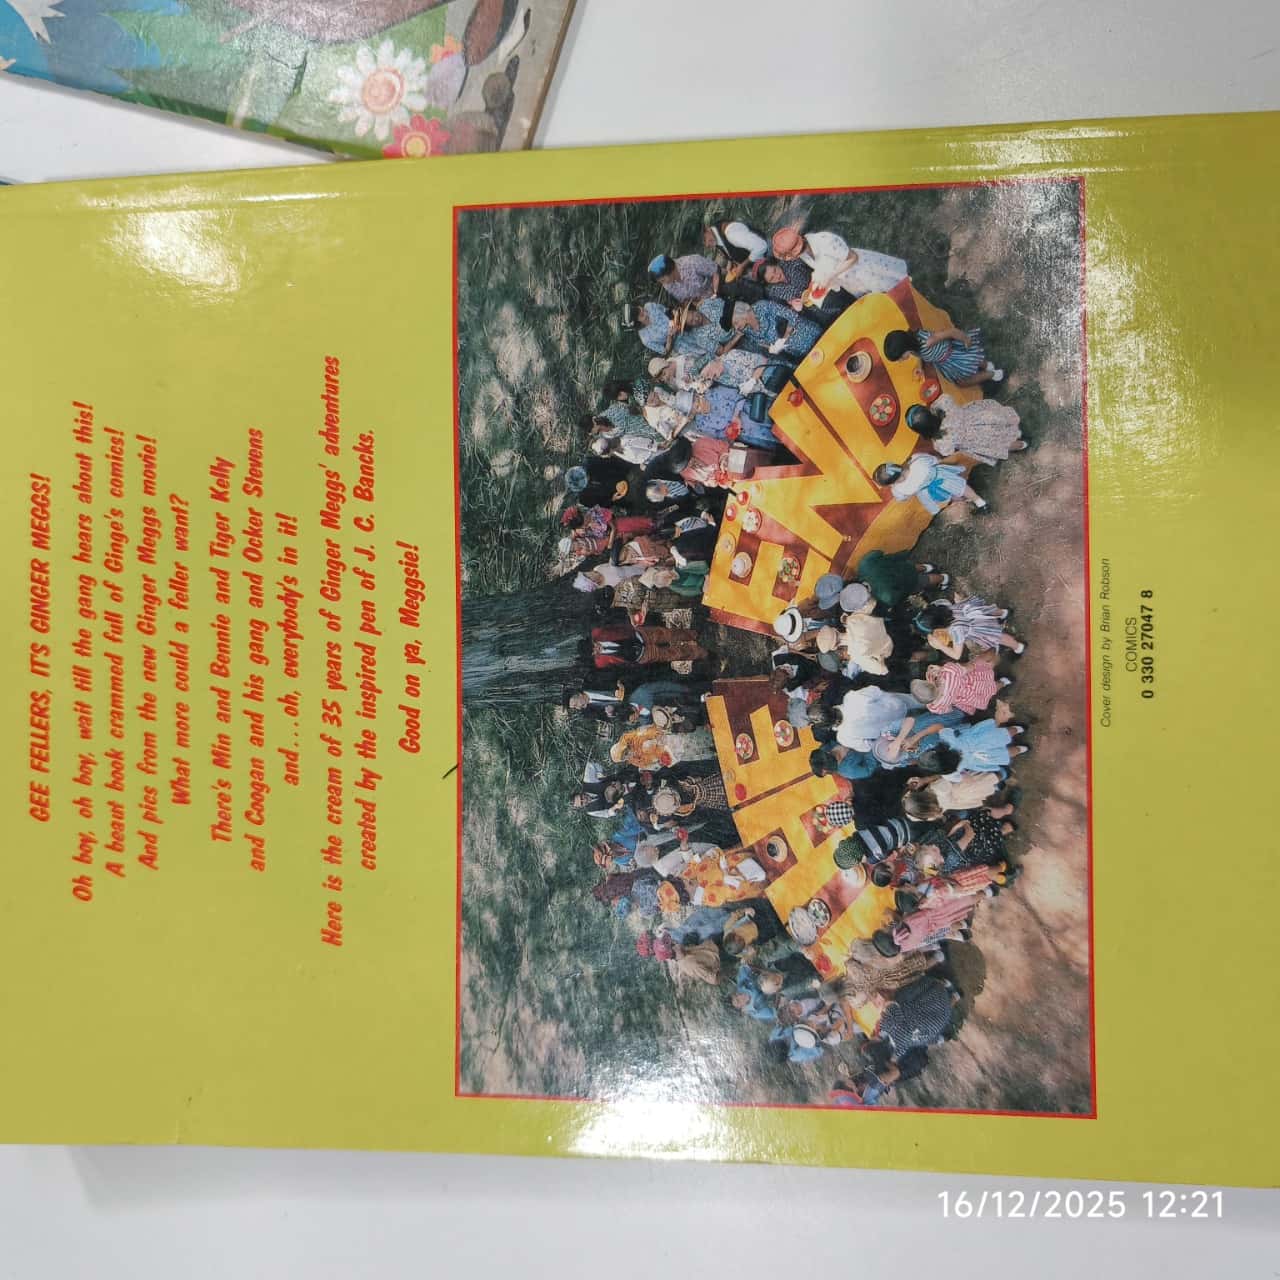 GEE FELLERS, IT'S GINGER MEGGS!
Oh boy, oh boy, wait till the gang hears about this!
A beaut book crammed full of Ginge's comics!
And pics from the new Ginger Meggs movie!
What more could a feller want?
There's Min and Bennie and Tiger Kelly
and Coogan and his gang and Ocker Stevens
and...oh, everybody's in it!
Here is the cream of 35 years of Ginger Meggs' adventures
created by the inspired pen of J. C. Bancks.
Good on ya, Meggsie!
THE END
Cover design by Brian Robson
COMICS
0 330 27047 8
16/12/2025 12:21